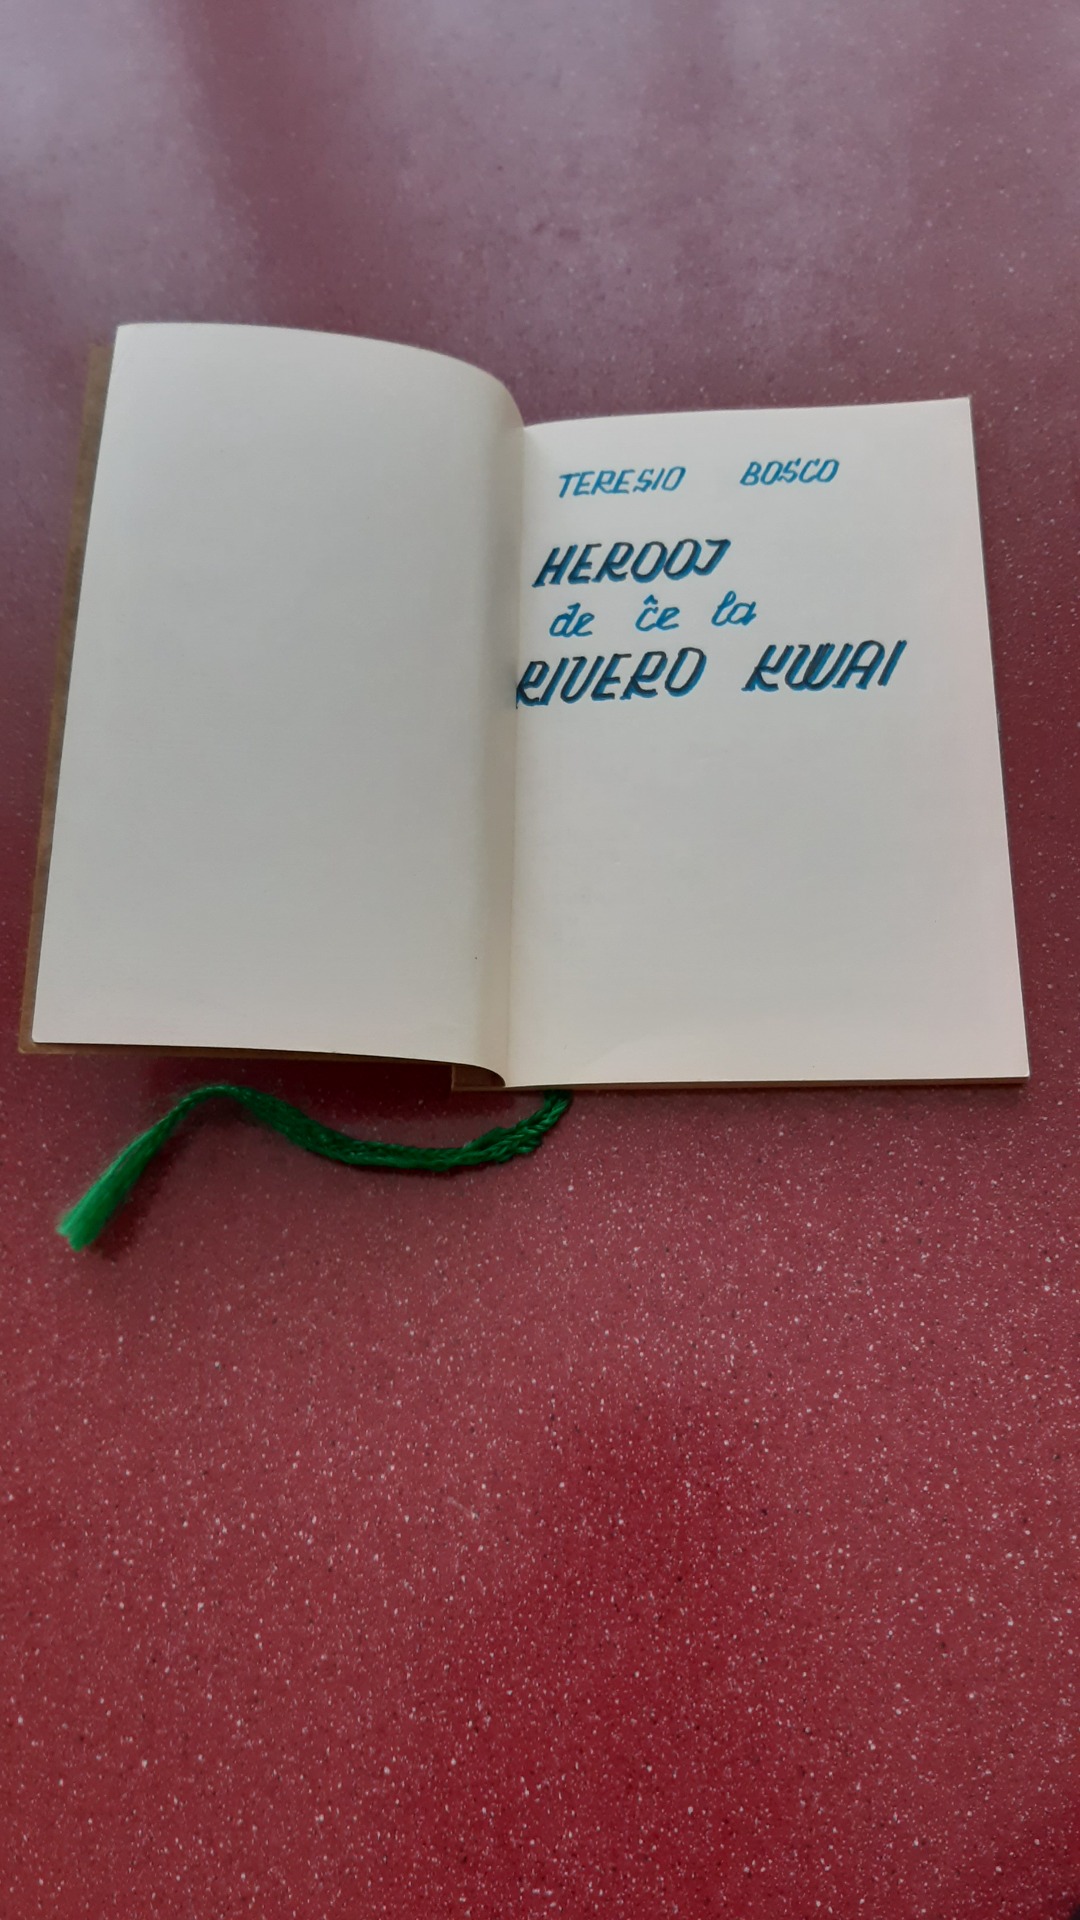 TERESIO BOSCO
HEROOJ
de ĉe la
RIVERO KWAI